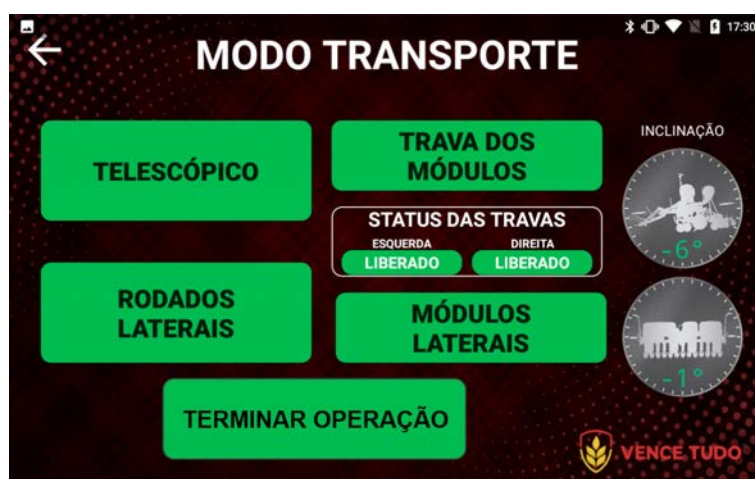 17:30
MODO TRANSPORTE
TELESCÓPICO
TRAVA DOS
MÓDULOS
INCLINAÇÃO
-6°
STATUS DAS TRAVAS
ESQUERDA
DIREITA
LIBERADO
LIBERADO
RODADOS
LATERAIS
MÓDULOS
LATERAIS
-1°
TERMINAR OPERAÇÃO
VENCE TUDO